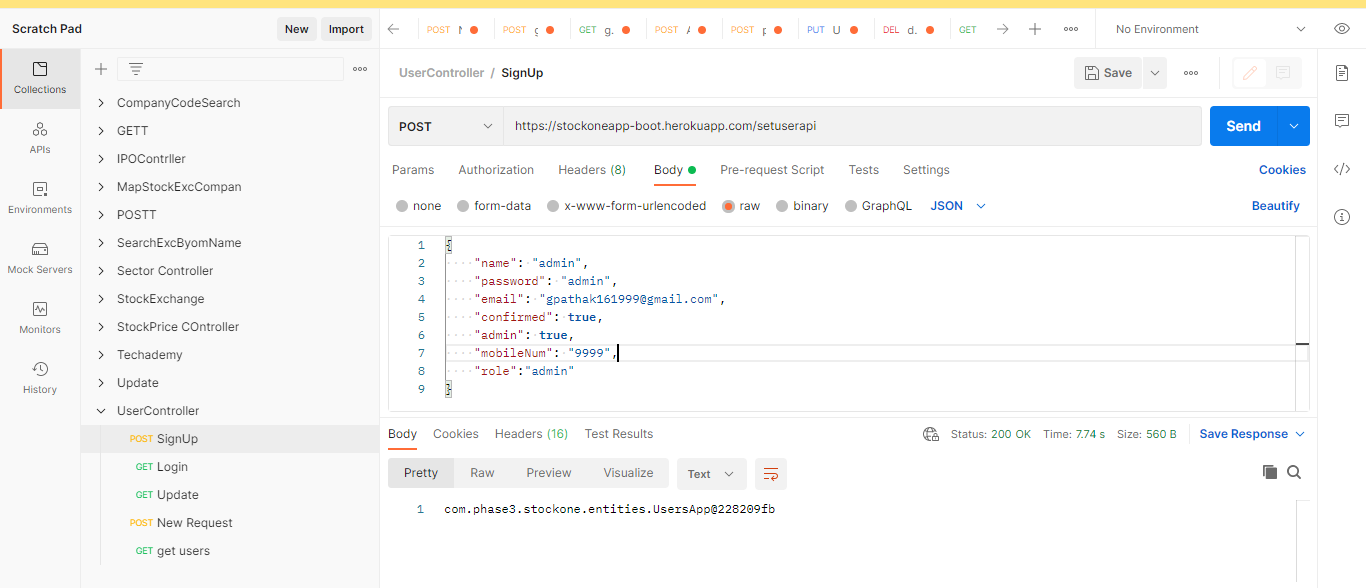 Scratch Pad
New
Import
POST
POST g
GET g.
POST
POST p
PUT U
DEL d.
GET
No Environment
Collections
APIs
Environments
Mock Servers
Monitors
History
CompanyCodeSearch
GETT
IPOContrller
MapStockExcCompan
POSTT
SearchExcByomName
Sector Controller
StockExchange
StockPrice COntroller
Techademy
Update
UserController
POST SignUp
GET Login
GET Update
POST New Request
GET get users
UserController / SignUp
Save
POST
https://stockoneapp-boot.herokuapp.com/setuserapi
Send
Params
Authorization
Headers (8)
Body
Pre-request Script
Tests
Settings
Cookies
none
form-data
x-www-form-urlencoded
raw
binary
GraphQL
JSON
Beautify
1 {
2 "name": "admin",
3 "password": "admin",
4 "email": "gpathak161999@gmail.com",
5 "confirmed": true,
6 "admin": true,
7 "mobileNum": "9999",
8 "role":"admin"
9 }
Body
Cookies
Headers (16)
Test Results
Status: 200 OK
Time: 7.74 s
Size: 560 B
Save Response
Pretty
Raw
Preview
Visualize
Text
1 com.phase3.stockone.entities.UsersApp@228209fb